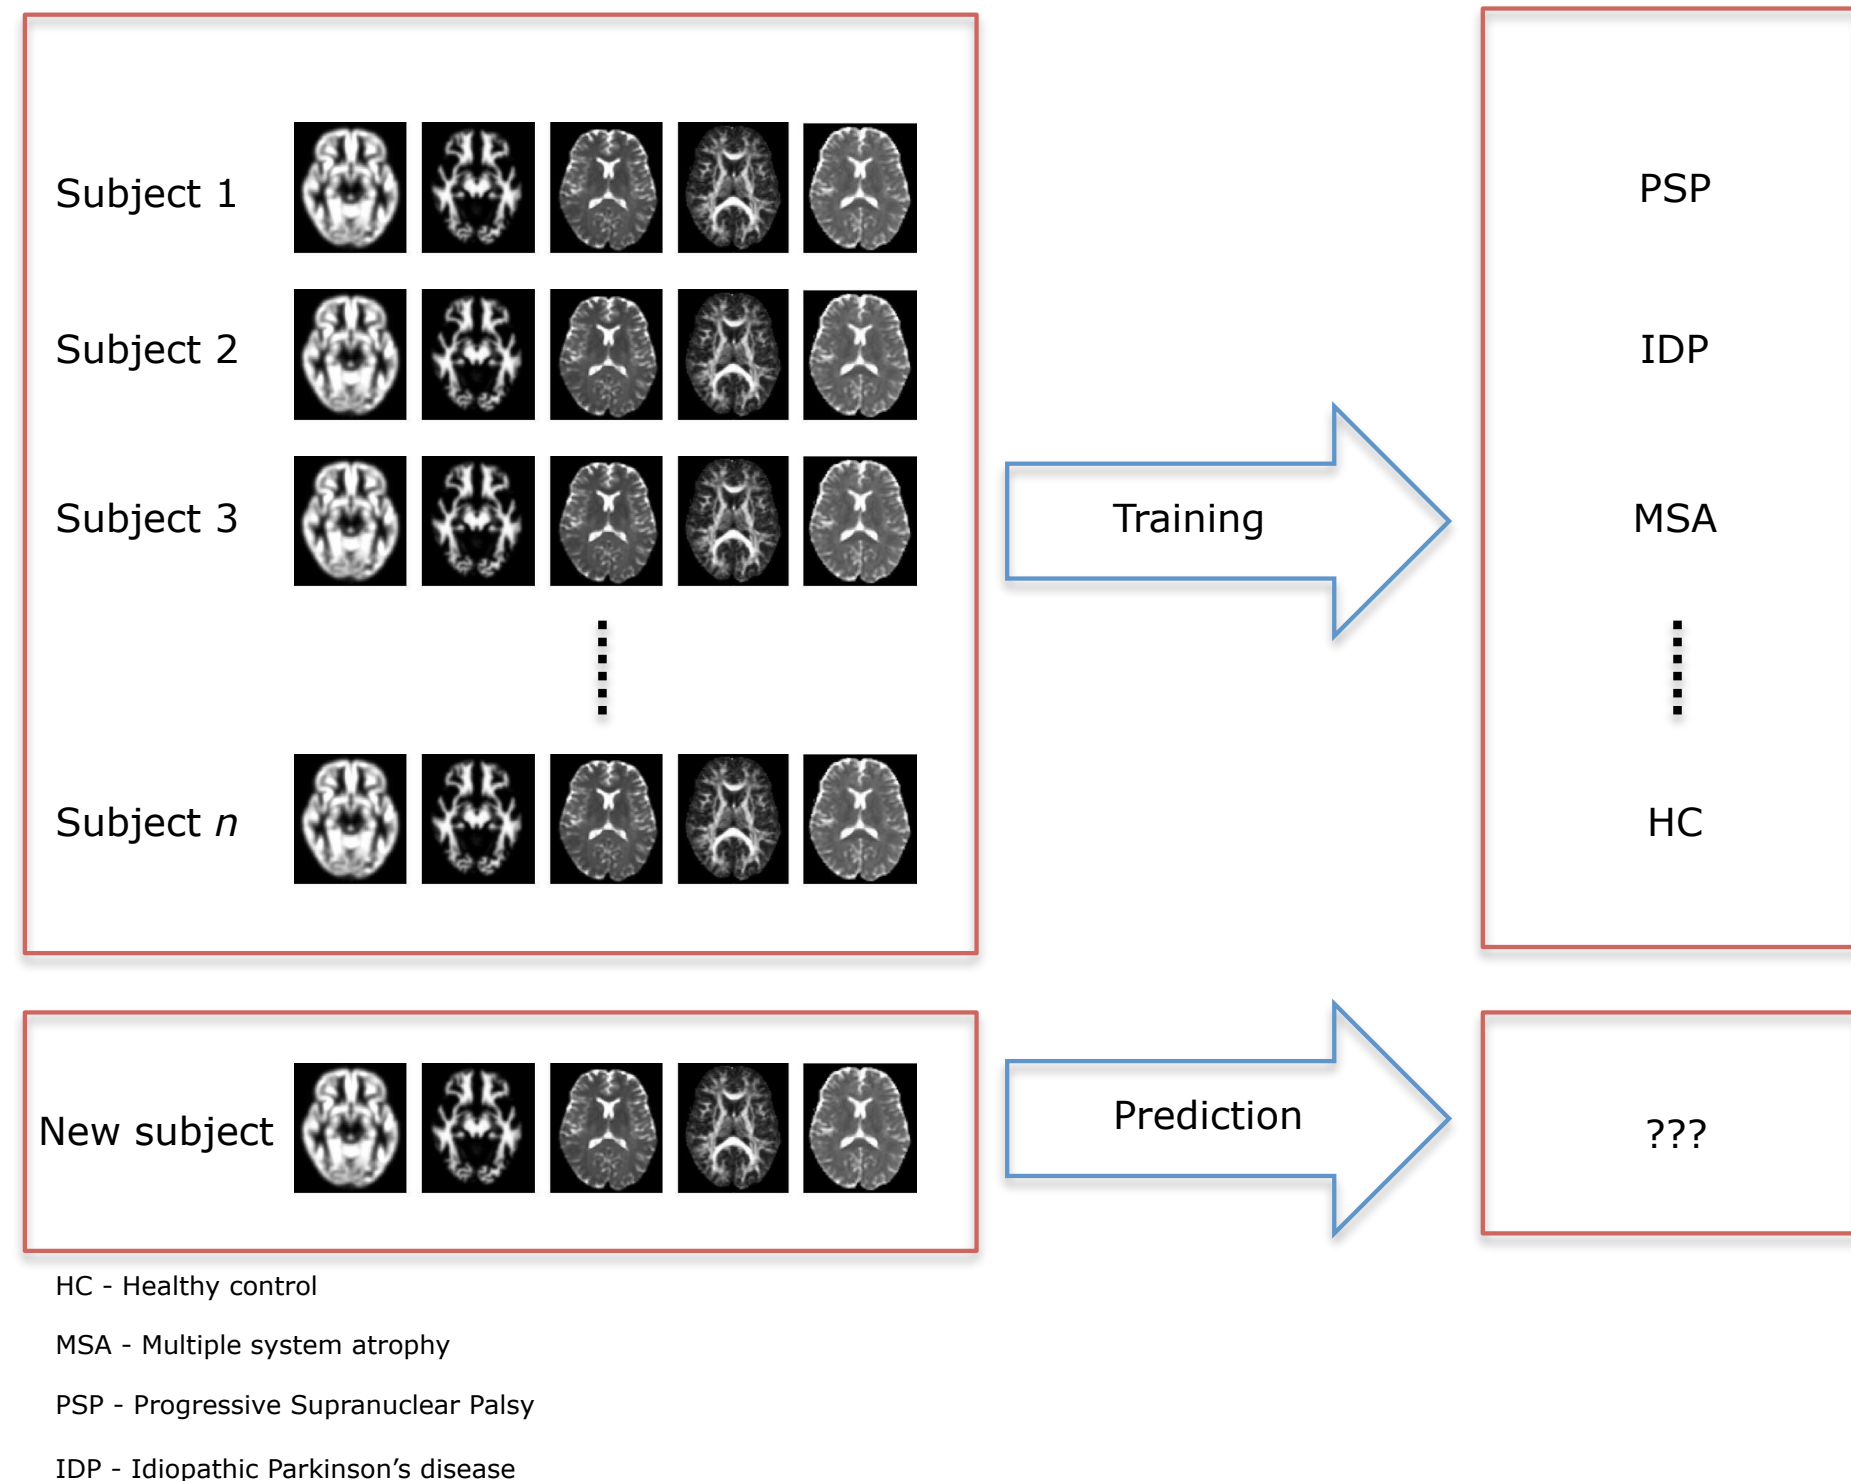 Subject 1
PSP
Subject 2
IDP
Subject 3
Training
MSA
Subject n
HC
New subject
Prediction
???
HC - Healthy control
MSA - Multiple system atrophy
PSP - Progressive Supranuclear Palsy
IDP - Idiopathic Parkinson’s disease